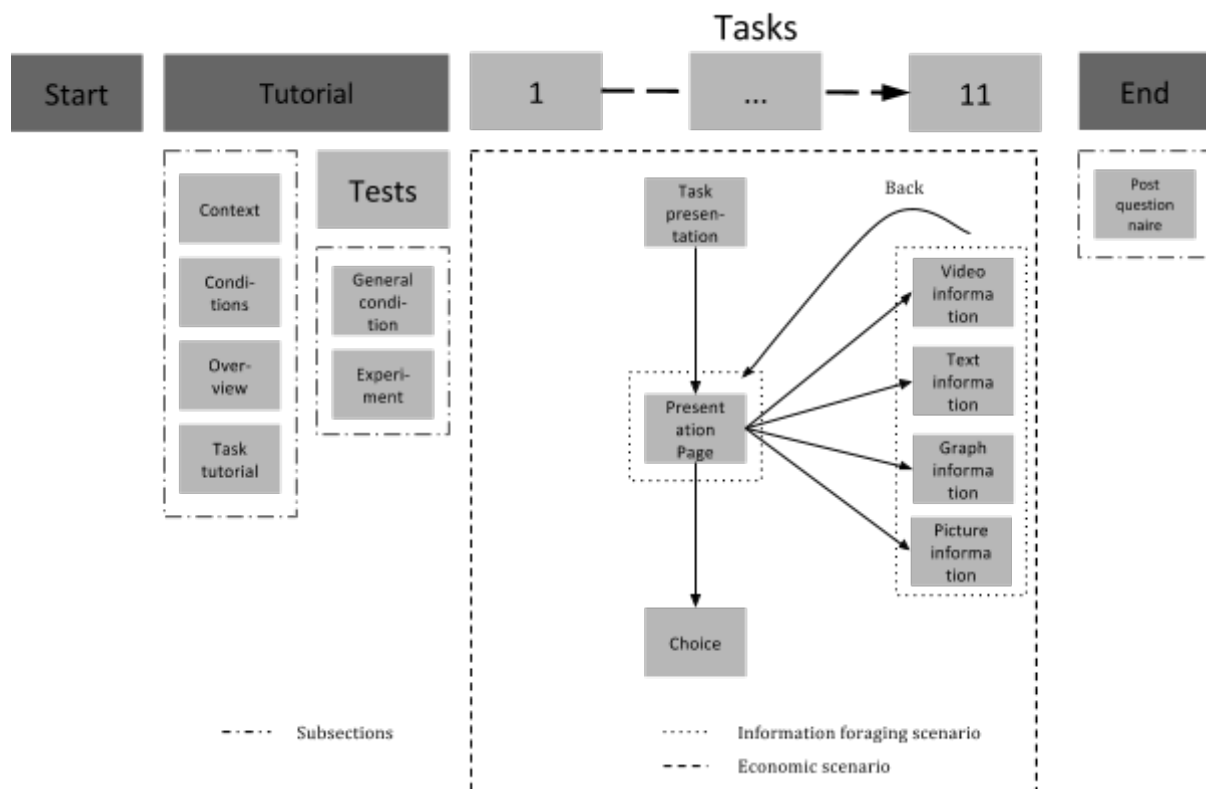 Tasks
Start
Tutorial
1
...
11
End
Context
Condi-
tions
Over-
view
Task
tutorial
Tests
General
condi-
tion
Experi-
ment
Task
presen-
tation
Back
Present
ation
Page
Video
informa
tion
Text
informa
tion
Graph
informa
tion
Picture
informa
tion
Choice
Post
question
naire
Subsections
Information foraging scenario
Economic scenario